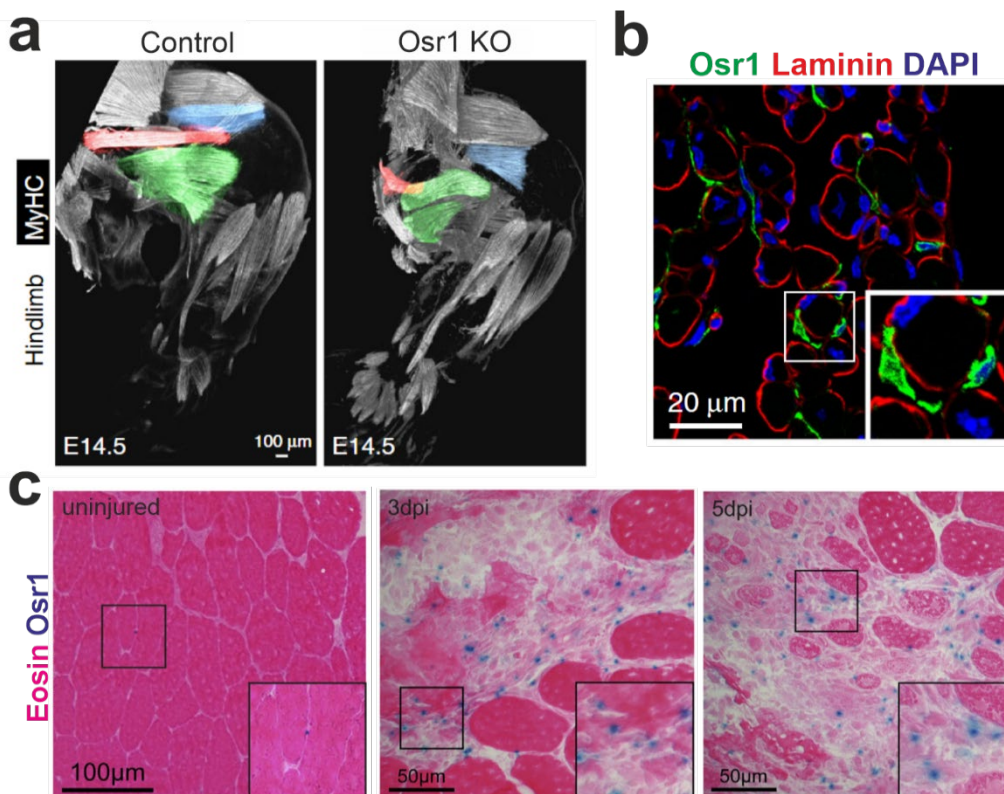 a
Control
Osr1 KO
Hindlimb MyHC
E14.5
100 µm
E14.5
b
Osr1 Laminin DAPI
20 µm
c
Eosin Osr1
uninjured
100µm
3dpi
50µm
5dpi
50µm